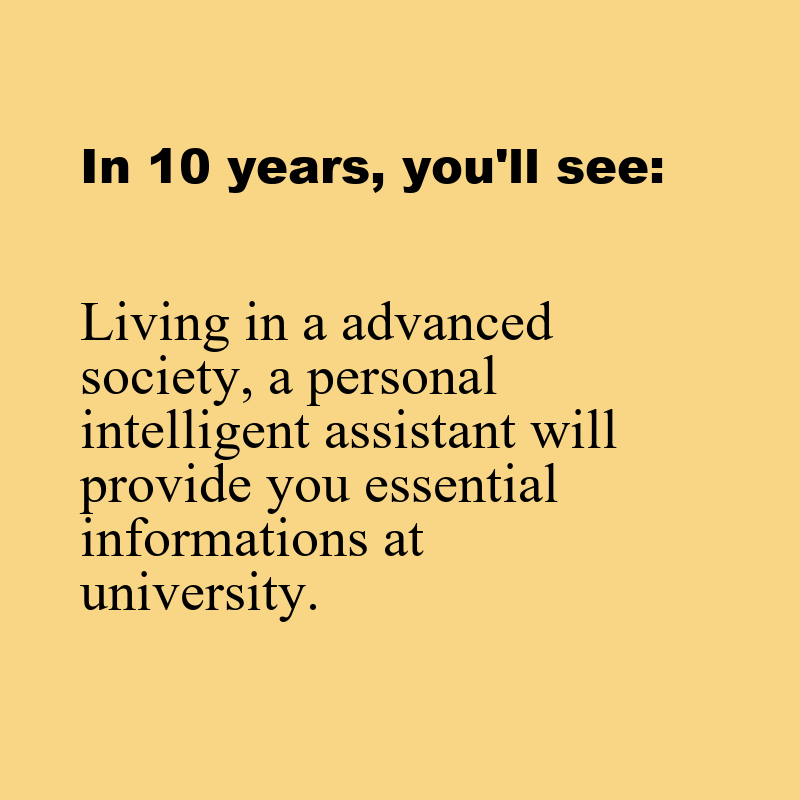 In 10 years, you'll see:
Living in a advanced
society, a personal
intelligent assistant will
provide you essential
informations at
university.